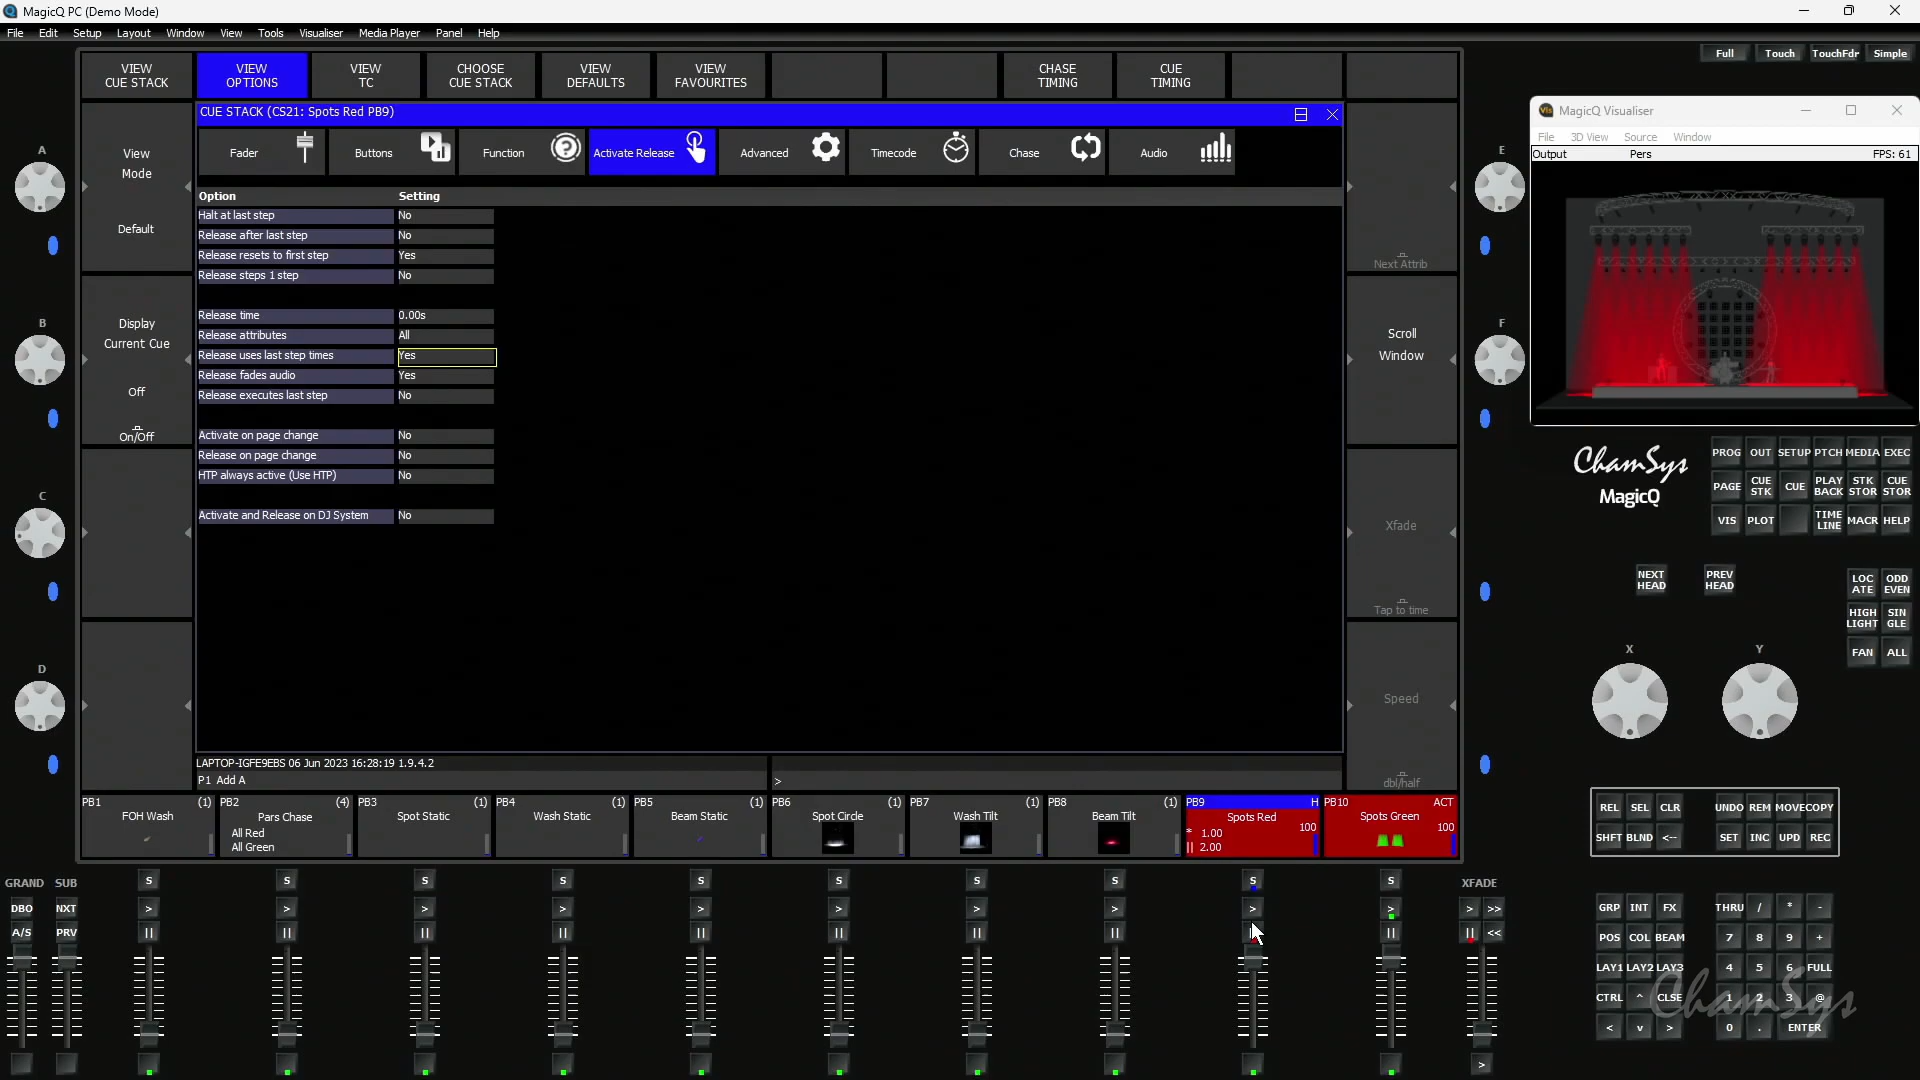 MagicQ PC (Demo Mode)
File Edit Setup Layout Window View Tools Visualiser Media Player Panel Help
Full Touch TouchFdr Simple
VIEW CUE STACK
VIEW OPTIONS
VIEW TC
CHOOSE CUE STACK
VIEW DEFAULTS
VIEW FAVOURITES
CHASE TIMING
CUE TIMING
CUE STACK (CS21: Spots Red PB9)
Fader Buttons Function Activate Release Advanced Timecode Chase Audio
Option Setting
Halt at last step No
Release after last step No
Release resets to first step Yes
Release steps 1 step No
Release time 0.00s
Release attributes All
Release uses last step times Yes
Release fades audio Yes
Release executes last step No
Activate on page change No
Release on page change No
HTP always active (Use HTP) No
Activate and Release on DJ System No
A
B
C
D
View
Mode
Default
Display
Current Cue
Off
On/Off
Next Attrib
Scroll
Window
Xfade
Tap to time
Speed
dbl/half
E
F
Vis MagicQ Visualiser
File 3D View Source Window
Output Pers FPS: 61
ChamSys
MagicQ
PROG OUT SETUP PTCH MEDIA EXEC
PAGE CUE STK CUE PLAY BACK STK STOR CUE STOR
VIS PLOT TIME LINE MACR HELP
NEXT HEAD PREV HEAD
LOC ATE ODD EVEN
HIGH LIGHT SIN GLE
FAN ALL
X Y
LAPTOP-IGFE9EBS 06 Jun 2023 16:28:19 1.9.4.2
P1 Add A >
PB1 (1) PB2 (4) PB3 (1) PB4 (1) PB5 (1) PB6 (1) PB7 (1) PB8 (1) PB9 H PB10 ACT
FOH Wash Pars Chase Spot Static Wash Static Beam Static Spot Circle Wash Tilt Beam Tilt Spots Red Spots Green
All Red
All Green
* 1.00 100
|| 2.00
100
REL SEL CLR UNDO REM MOVE COPY
SHFT BLND <-- SET INC UPD REC
GRAND SUB S S S S S S S S S S XFADE
DBO NXT > > > > > > > > > > > >>
A/S PRV || || || || || || || || || || <<
>
GRP INT FX THRU / * -
POS COL BEAM 7 8 9 +
LAY1 LAY2 LAY3 4 5 6 FULL
CTRL ^ CLSE 1 2 3 @
< v > 0 . ENTER
ChamSys